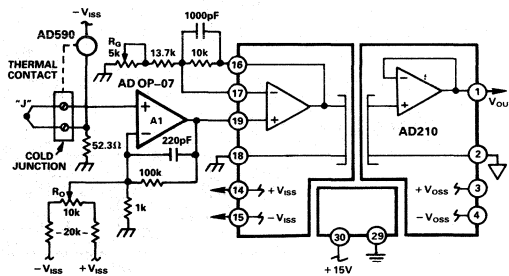 – VISS
AD590
THERMAL
CONTACT
"J"
COLD
JUNCTION
52.3Ω
RG
5k
13.7k
1000pF
10k
AD OP-07
+
A1
–
220pF
100k
1k
RO
10k
20k
– VISS
+ VISS
16
17
19
18
14
15
+ VISS
– VISS
–
+
–
+
AD210
1
VOUT
2
3
4
+ VOSS
– VOSS
30
29
+15V